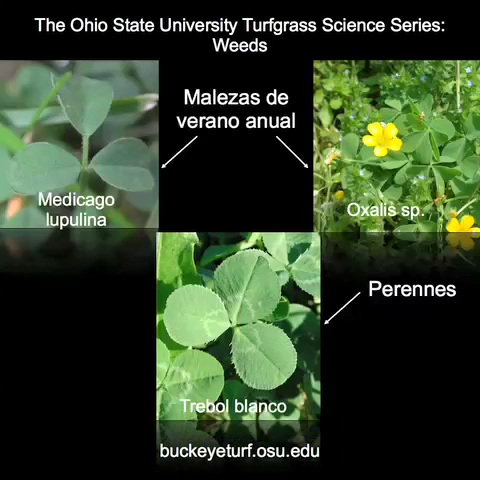 The Ohio State University Turfgrass Science Series:
Weeds
Malezas de
verano anual
Medicago
lupulina
Oxalis sp.
Perennes
Trebol blanco
buckeyeturf.osu.edu